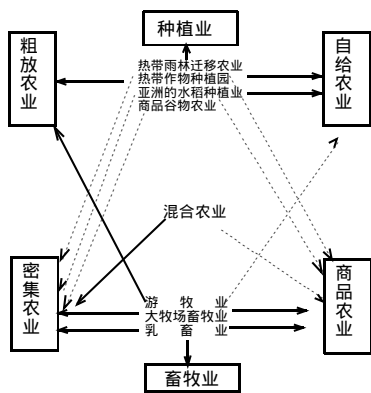 种植业
粗放农业
自给农业
热带雨林迁移农业
热带作物种植园
亚洲的水稻种植业
商品谷物农业
混合农业
密集农业
商品农业
游 牧 业
大牧场畜牧业
乳 畜 业
畜牧业